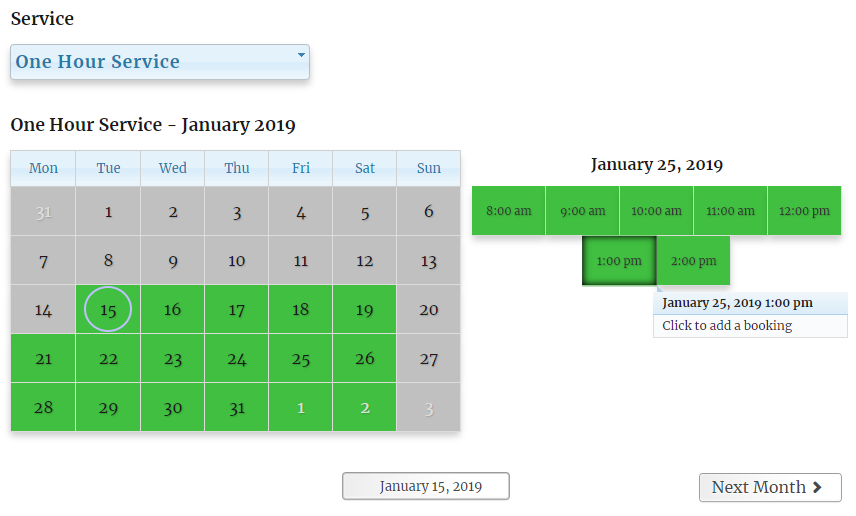 Service
One Hour Service
One Hour Service - January 2019
Mon Tue Wed Thu Fri Sat Sun
31 1 2 3 4 5 6
7 8 9 10 11 12 13
14 15 16 17 18 19 20
21 22 23 24 25 26 27
28 29 30 31 1 2 3
January 25, 2019
8:00 am 9:00 am 10:00 am 11:00 am 12:00 pm
1:00 pm 2:00 pm
January 25, 2019 1:00 pm
Click to add a booking
January 15, 2019
Next Month